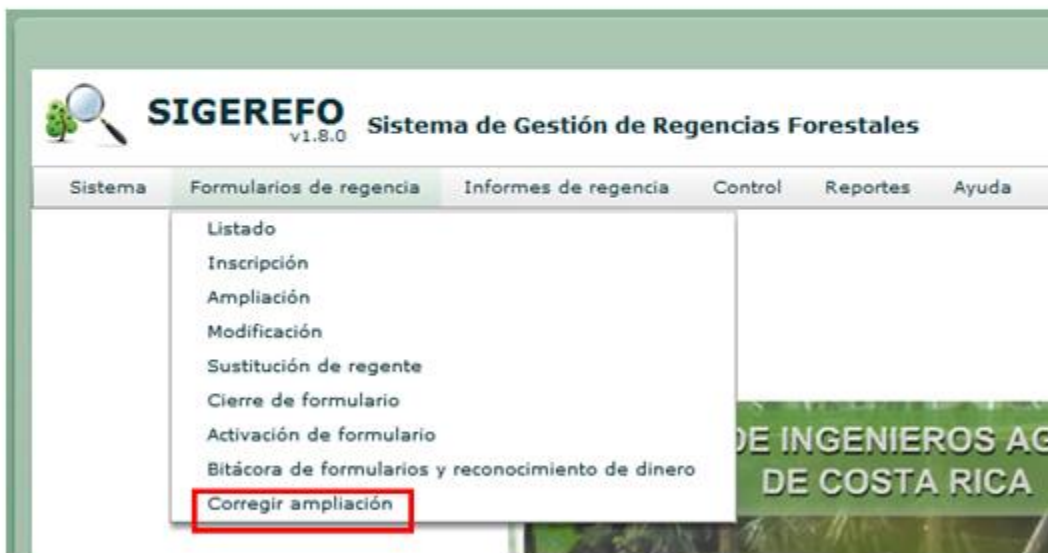 SIGEREFO
v1.8.0
Sistema de Gestión de Regencias Forestales
Sistema Formularios de regencia Informes de regencia Control Reportes Ayuda
Listado
Inscripción
Ampliación
Modificación
Sustitución de regente
Cierre de formulario
Activación de formulario
Bitácora de formularios y reconocimiento de dinero
Corregir ampliación
DE INGENIEROS AG
DE COSTA RICA